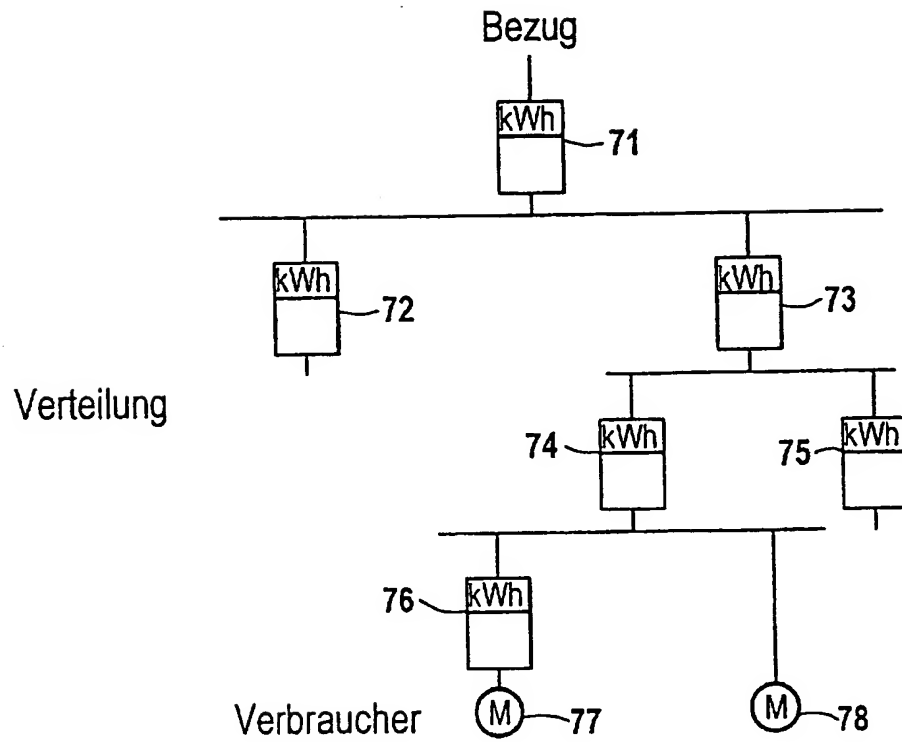 Bezug
kWh
71
kWh
72
kWh
73
Verteilung
74
kWh
75
kWh
76
kWh
Verbraucher
M
77
M
78